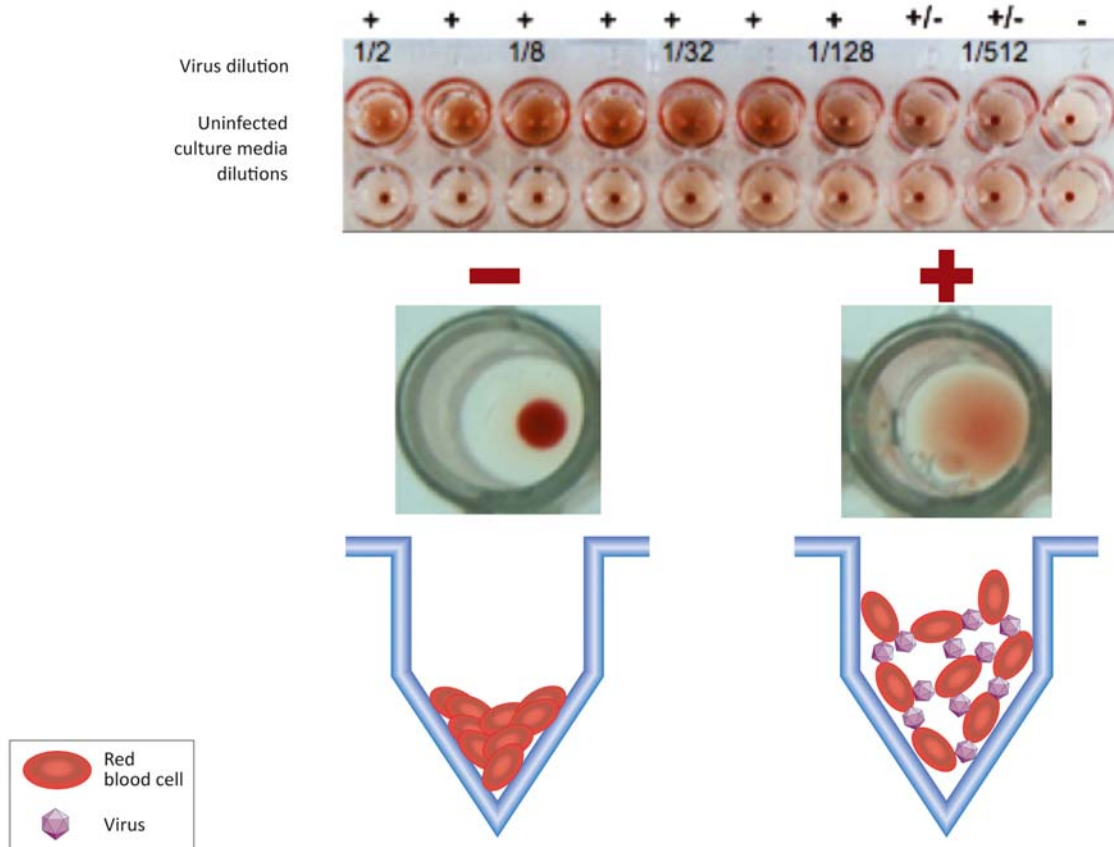 + + + + + + + +/- +/- -
1/2 1/8 1/32 1/128 1/512
Virus dilution
Uninfected
culture media
dilutions
− +
Red
blood cell
Virus